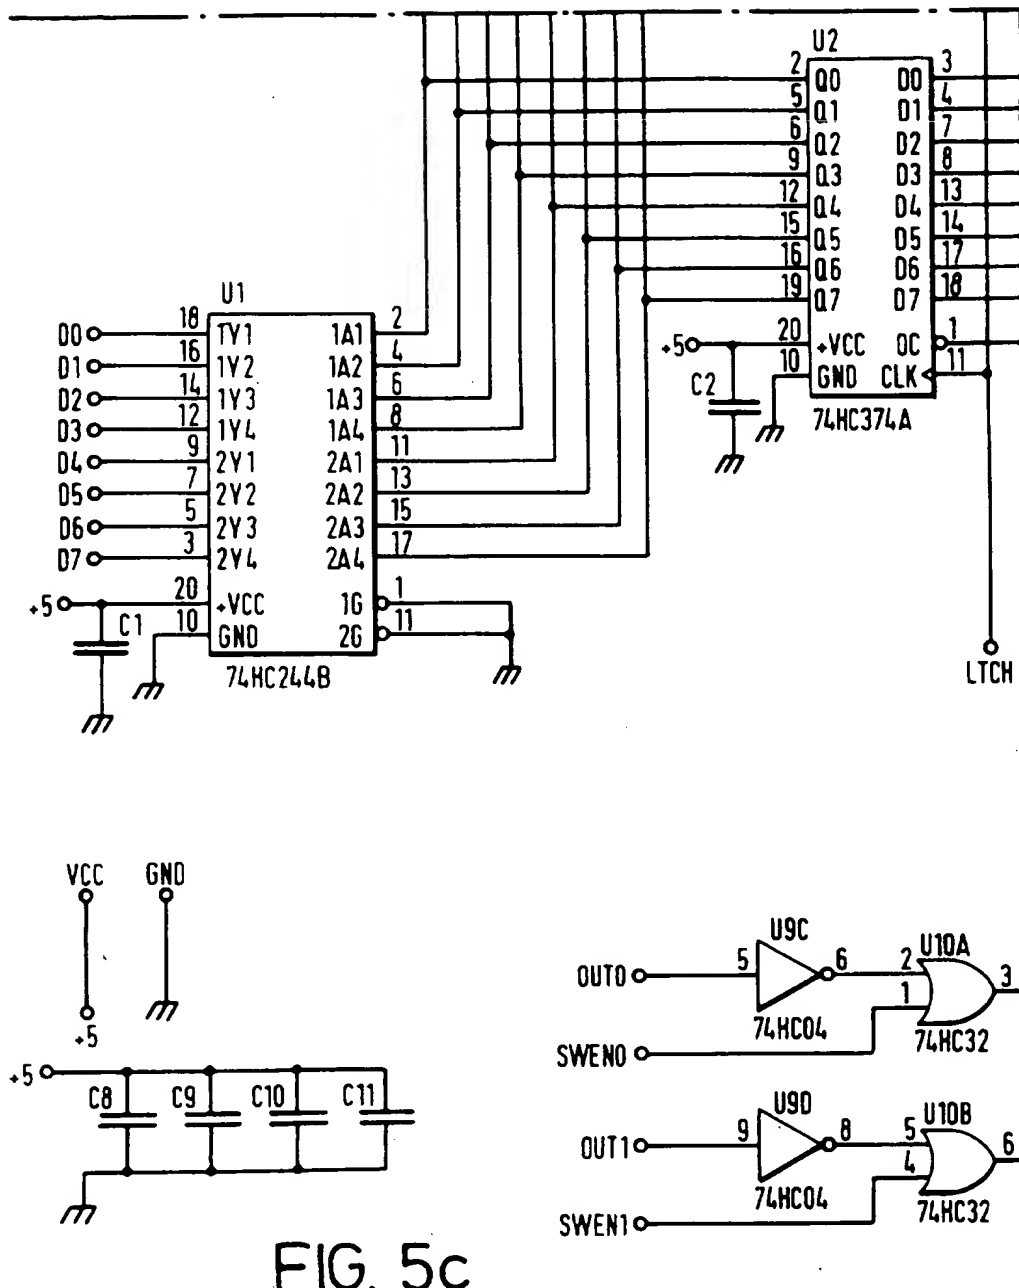 U2
2 Q0 D0 3
5 Q1 D1 4
6 Q2 D2 7
9 Q3 D3 8
12 Q4 D4 13
15 Q5 D5 14
16 Q6 D6 17
19 Q7 D7 18
+5 20 +VCC OC 1
10 GND CLK 11
C2
74HC374A
U1
D0 18 1Y1 1A1 2
D1 16 1Y2 1A2 4
D2 14 1Y3 1A3 6
D3 12 1Y4 1A4 8
D4 9 2Y1 2A1 11
D5 7 2Y2 2A2 13
D6 5 2Y3 2A3 15
D7 3 2Y4 2A4 17
+5 20 +VCC 1G 1
C1 10 GND 2G 11
74HC244B
LTCH
VCC GND
+5
+5
C8 C9 C10 C11
U9C U10A
OUT0 5 6 2 3
1
74HC04 74HC32
SWEN0
U9D U10B
OUT1 9 8 5 6
4
74HC04 74HC32
SWEN1
FIG. 5c